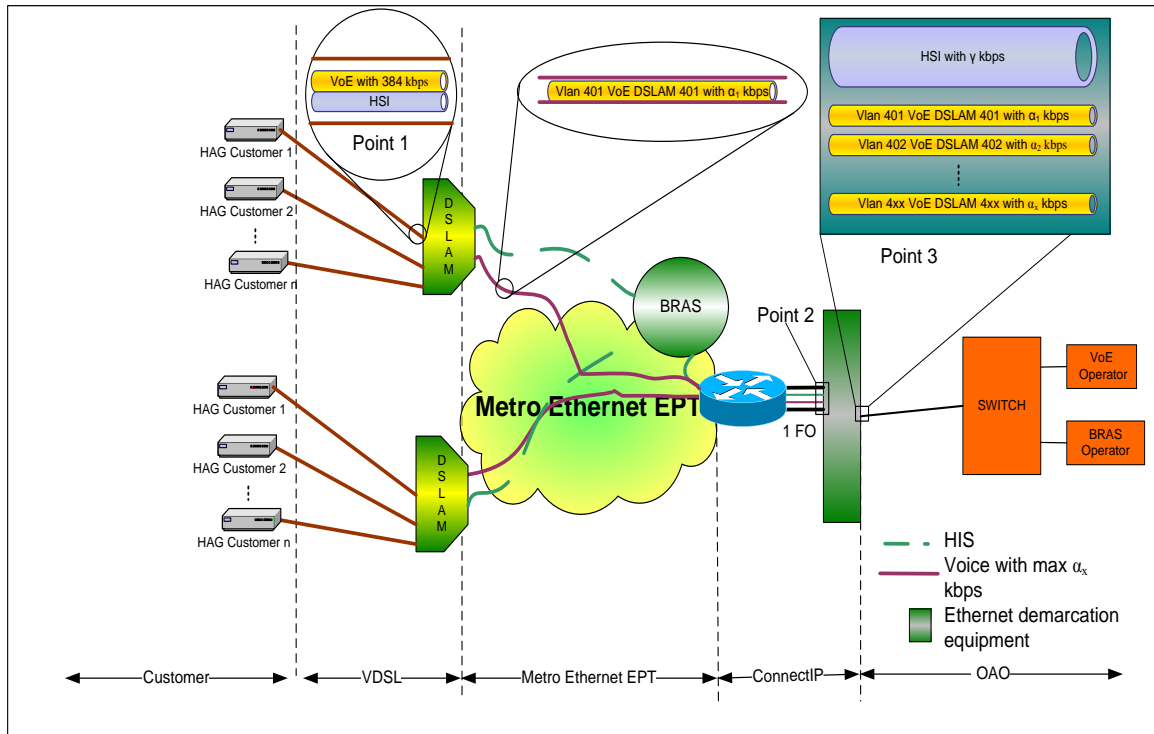 VoE with 384 kbps
HSI
Point 1
Vlan 401 VoE DSLAM 401 with α1 kbps
HSI with γ kbps
Vlan 401 VoE DSLAM 401 with α1 kbps
Vlan 402 VoE DSLAM 402 with α2 kbps
Vlan 4xx VoE DSLAM 4xx with αx kbps
Point 3
HAG Customer 1
HAG Customer 2
HAG Customer n
DSLAM
BRAS
Point 2
Metro Ethernet EPT
1 FO
SWITCH
VoE
Operator
BRAS
Operator
HAG Customer 1
HAG Customer 2
HAG Customer n
DSLAM
HIS
Voice with max αx
kbps
Ethernet demarcation
equipment
Customer
VDSL
Metro Ethernet EPT
ConnectIP
OAO